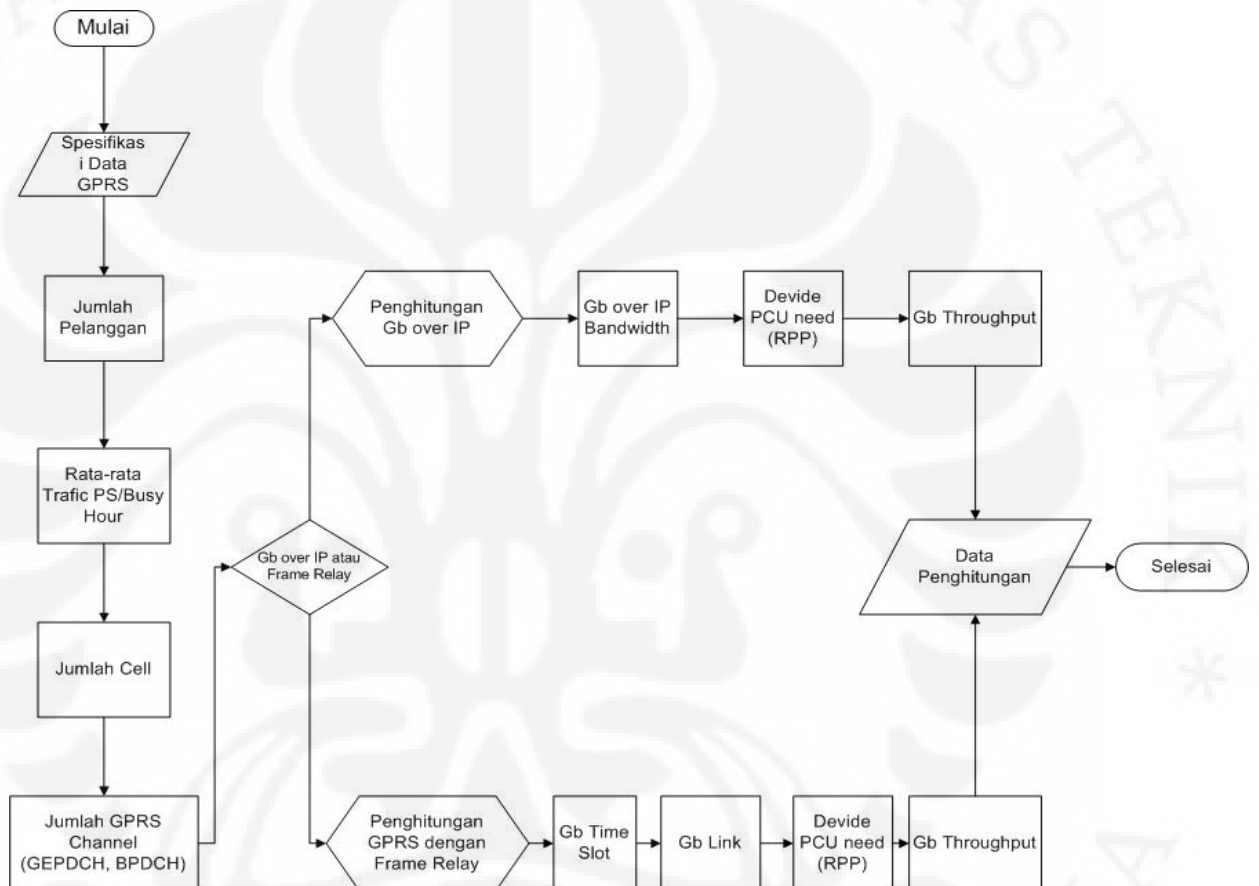 Mulai
Spesifikas
i Data
GPRS
Jumlah
Pelanggan
Rata-rata
Trafic PS/Busy
Hour
Jumlah Cell
Jumlah GPRS
Channel
(GEPDCH, BPDCH)
Gb over IP atau
Frame Relay
Penghitungan
Gb over IP
Gb over IP
Bandwidth
Devide
PCU need
(RPP)
Gb Throughput
Penghitungan
GPRS dengan
Frame Relay
Gb Time
Slot
Gb Link
Devide
PCU need
(RPP)
Gb Throughput
Data
Penghitungan
Selesai